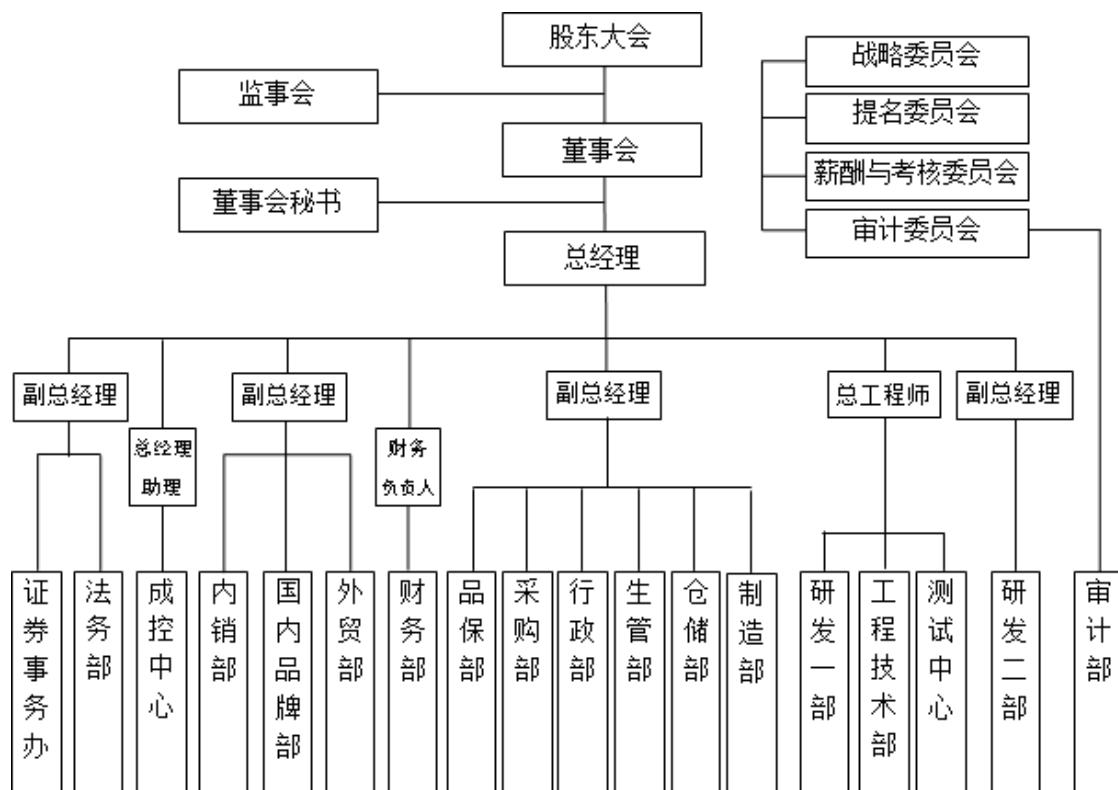 股东大会
战略委员会
监事会
提名委员会
董事会
薪酬与考核委员会
董事会秘书
审计委员会
总经理
副总经理
副总经理
副总经理
总工程师
副总经理
总经理
助理
财务
负责人
证券事务办
法务部
成控中心
内销部
国内品牌部
外贸部
财务部
品保部
采购部
行政部
生管部
仓储部
制造部
研发一部
工程技术部
测试中心
研发二部
审计部